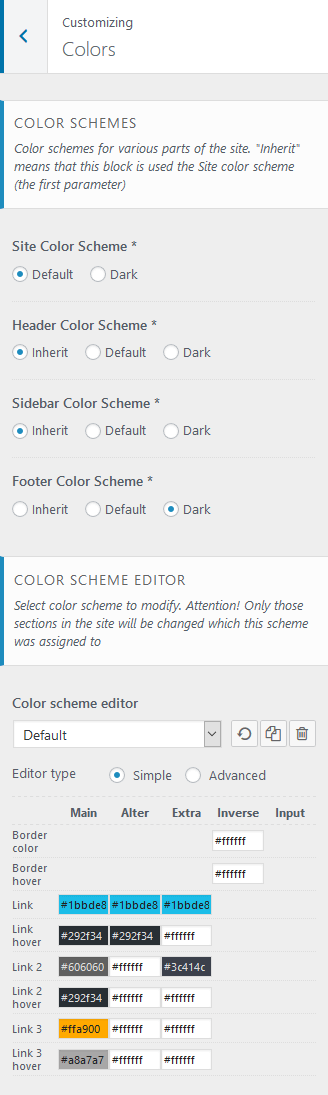 Customizing
Colors
COLOR SCHEMES
Color schemes for various parts of the site. "Inherit"
means that this block is used the Site color scheme
(the first parameter)
Site Color Scheme *
Default Dark
Header Color Scheme *
Inherit Default Dark
Sidebar Color Scheme *
Inherit Default Dark
Footer Color Scheme *
Inherit Default Dark
COLOR SCHEME EDITOR
Select color scheme to modify. Attention! Only those
sections in the site will be changed which this scheme
was assigned to
Color scheme editor
Default
Editor type Simple Advanced
Main Alter Extra Inverse Input
Border
color #ffffff
Border
hover #ffffff
Link #1bbde8 #1bbde8 #1bbde8
Link
hover #292f34 #292f34 #ffffff
Link 2 #606060 #ffffff #3c414c
Link 2
hover #292f34 #ffffff #ffffff
Link 3 #ffa900 #ffffff #ffffff
Link 3
hover #a8a7a7 #ffffff #ffffff